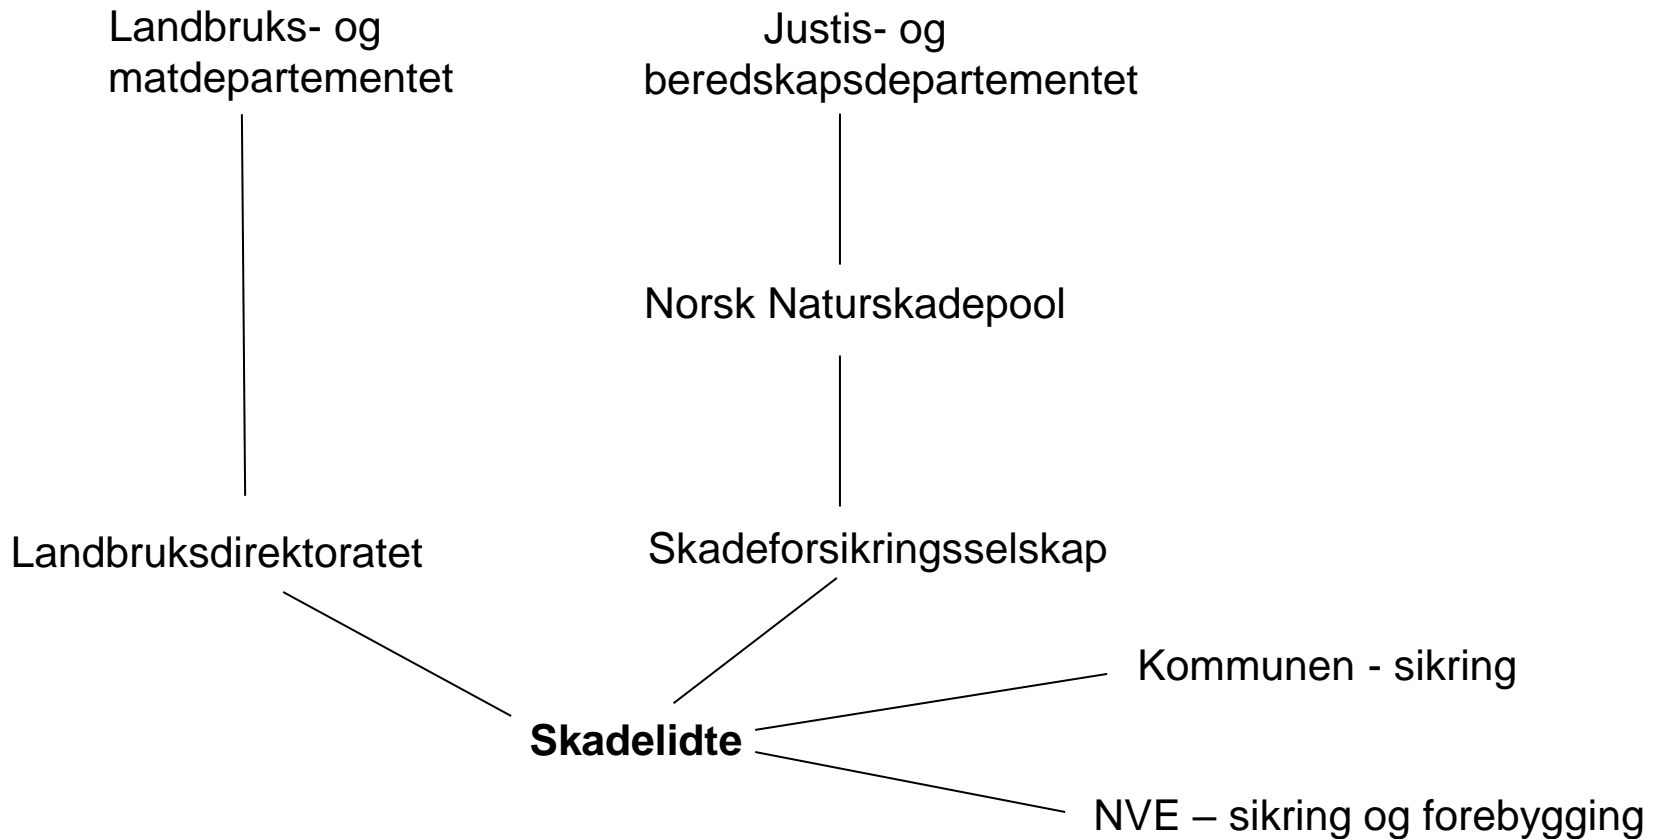 Landbruks- og
matdepartementet
Justis- og
beredskapsdepartementet
Norsk Naturskadepool
Landbruksdirektoratet
Skadeforsikringsselskap
Kommunen - sikring
Skadelidte
NVE – sikring og forebygging